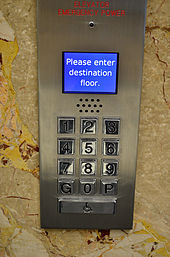 Please enter
destination
floor.
1 2 3
4 5 6
7 8 9
G 0 P